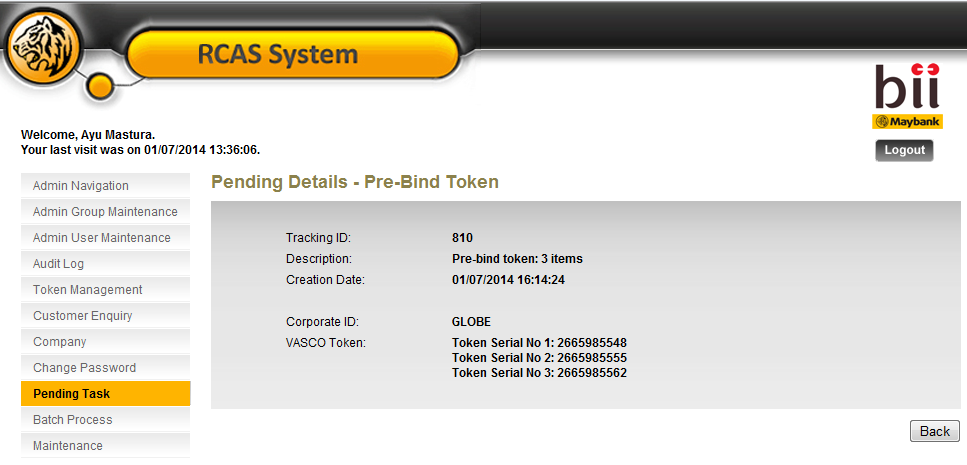 RCAS System
bii
Maybank
Welcome, Ayu Mastura.
Your last visit was on 01/07/2014 13:36:06.
Logout
Admin Navigation
Admin Group Maintenance
Admin User Maintenance
Audit Log
Token Management
Customer Enquiry
Company
Change Password
Pending Task
Batch Process
Maintenance
Pending Details - Pre-Bind Token
Tracking ID: 810
Description: Pre-bind token: 3 items
Creation Date: 01/07/2014 16:14:24
Corporate ID: GLOBE
VASCO Token: Token Serial No 1: 2665985548
Token Serial No 2: 2665985555
Token Serial No 3: 2665985562
Back